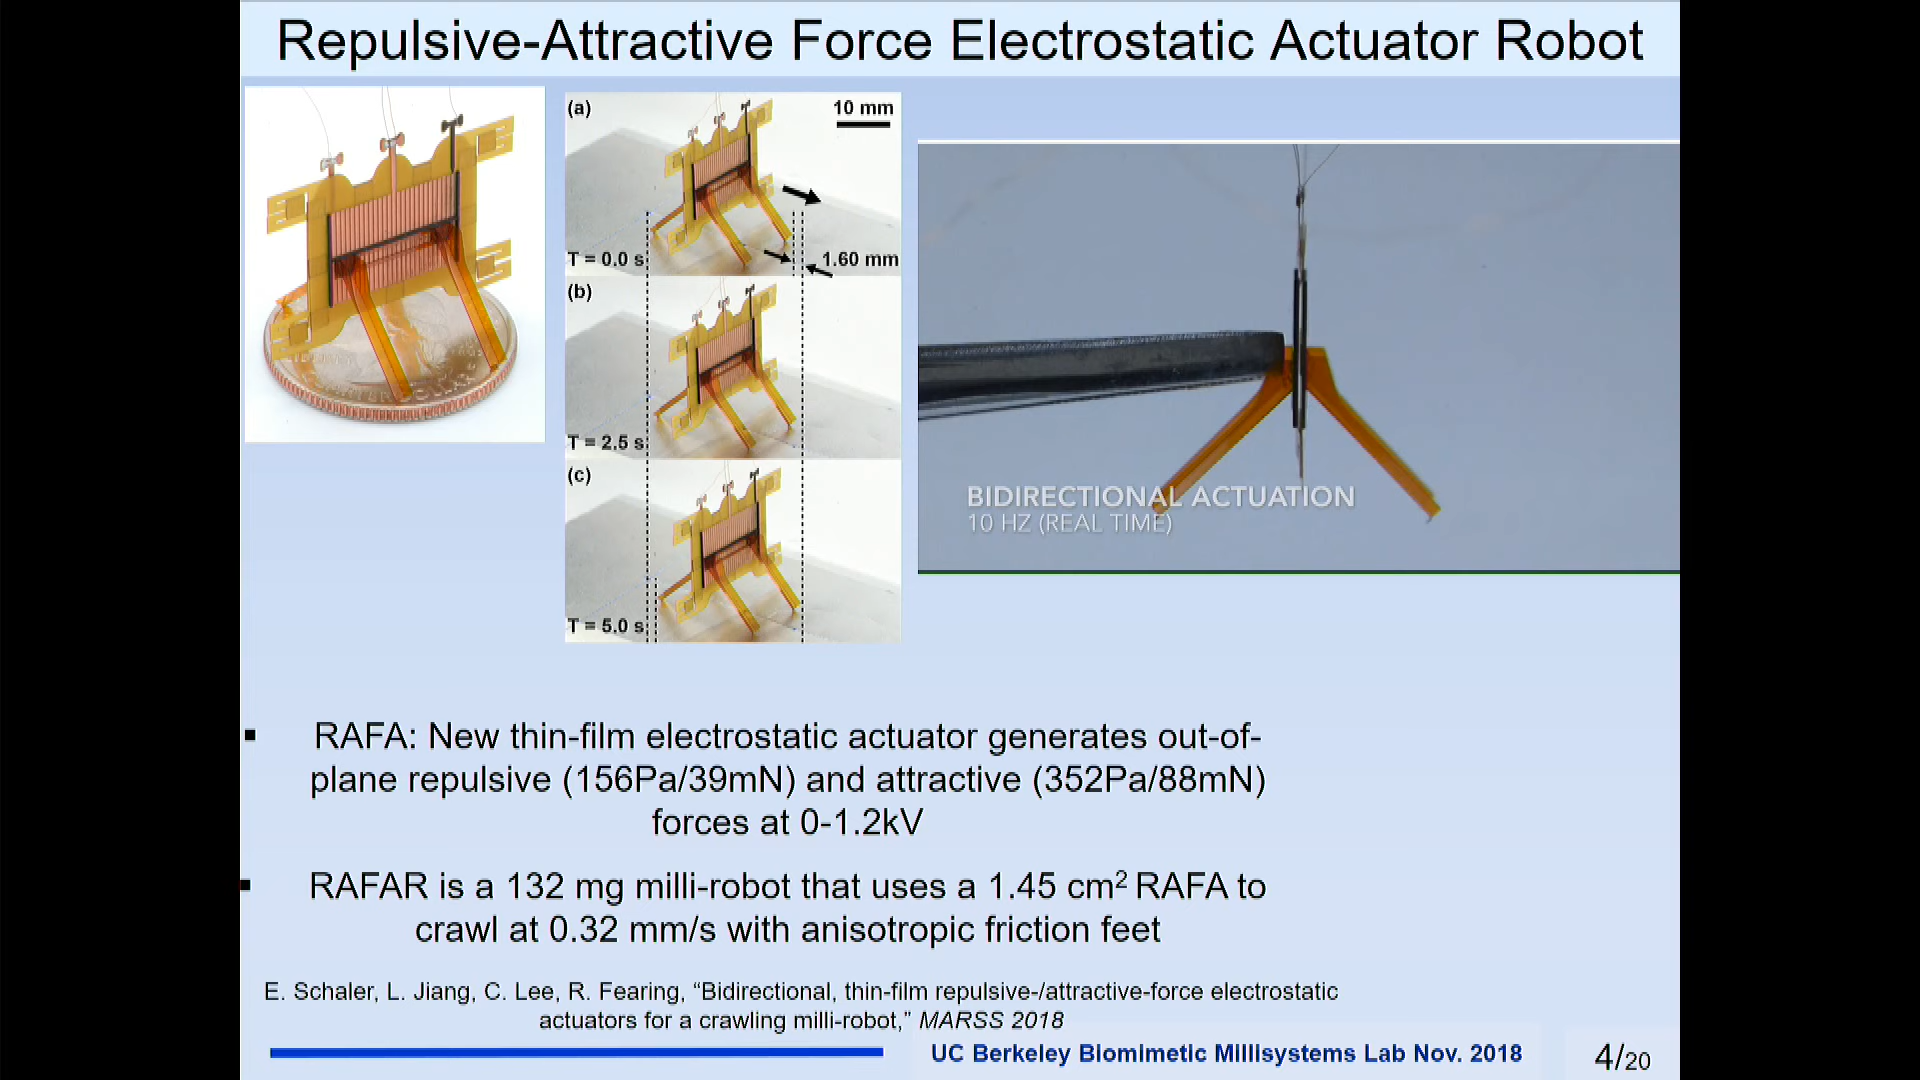 Repulsive-Attractive Force Electrostatic Actuator Robot
(a)
10 mm
T = 0.0 s
1.60 mm
(b)
T = 2.5 s
(c)
T = 5.0 s
BIDIRECTIONAL ACTUATION
10 HZ (REAL TIME)
▪ RAFA: New thin-film electrostatic actuator generates out-of-
plane repulsive (156Pa/39mN) and attractive (352Pa/88mN)
forces at 0-1.2kV
▪ RAFAR is a 132 mg milli-robot that uses a 1.45 cm² RAFA to
crawl at 0.32 mm/s with anisotropic friction feet
E. Schaler, L. Jiang, C. Lee, R. Fearing, “Bidirectional, thin-film repulsive-/attractive-force electrostatic
actuators for a crawling milli-robot,” MARSS 2018
UC Berkeley Biomimetic Millisystems Lab Nov. 2018
4/20